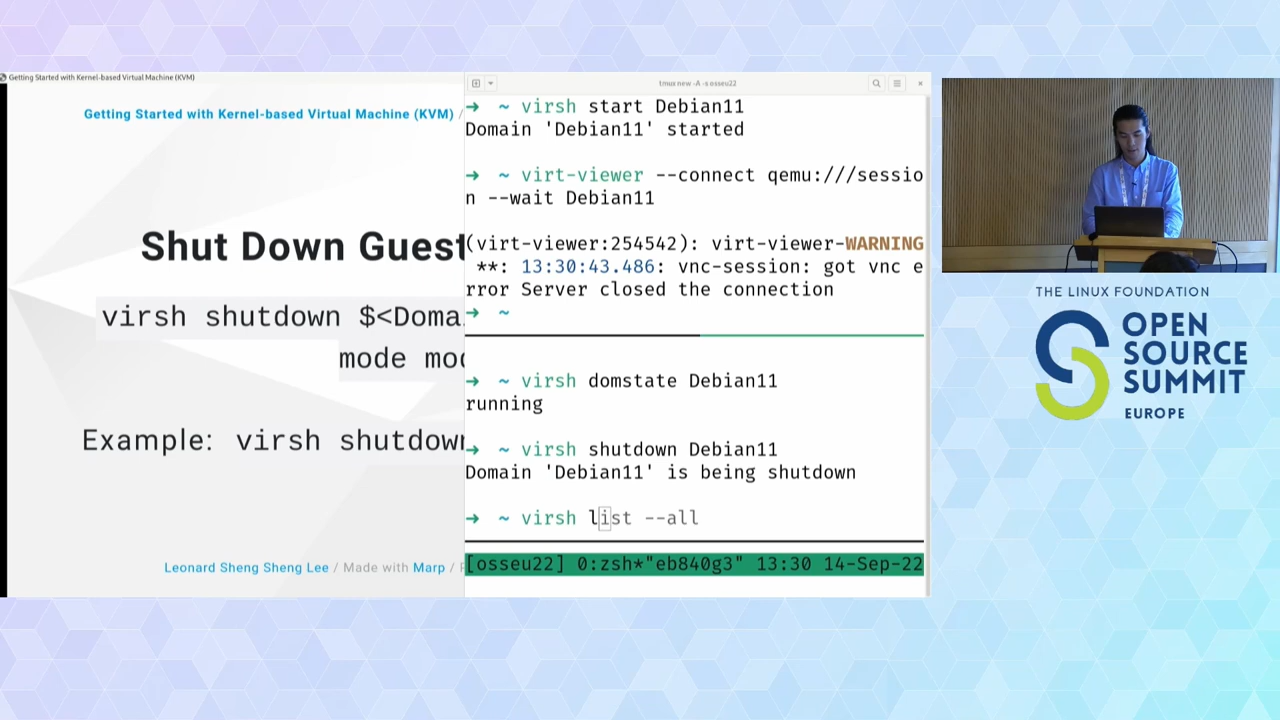 Getting Started with Kernel-based Virtual Machine (KVM)
Getting Started with Kernel-based Virtual Machine (KVM) /
Shut Down Guest
virsh shutdown $<Doma
mode mod
Example: virsh shutdown
Leonard Sheng Sheng Lee / Made with Marp /
tmux new -A -s osseu22
→ ~ virsh start Debian11
Domain 'Debian11' started
→ ~ virt-viewer --connect qemu:///sessio
n --wait Debian11
(virt-viewer:254542): virt-viewer-WARNING
**: 13:30:43.486: vnc-session: got vnc e
rror Server closed the connection
→ ~
→ ~ virsh domstate Debian11
running
→ ~ virsh shutdown Debian11
Domain 'Debian11' is being shutdown
→ ~ virsh list --all
[osseu22] 0:zsh*"eb840g3" 13:30 14-Sep-22
THE LINUX FOUNDATION
OPEN
SOURCE
SUMMIT
EUROPE